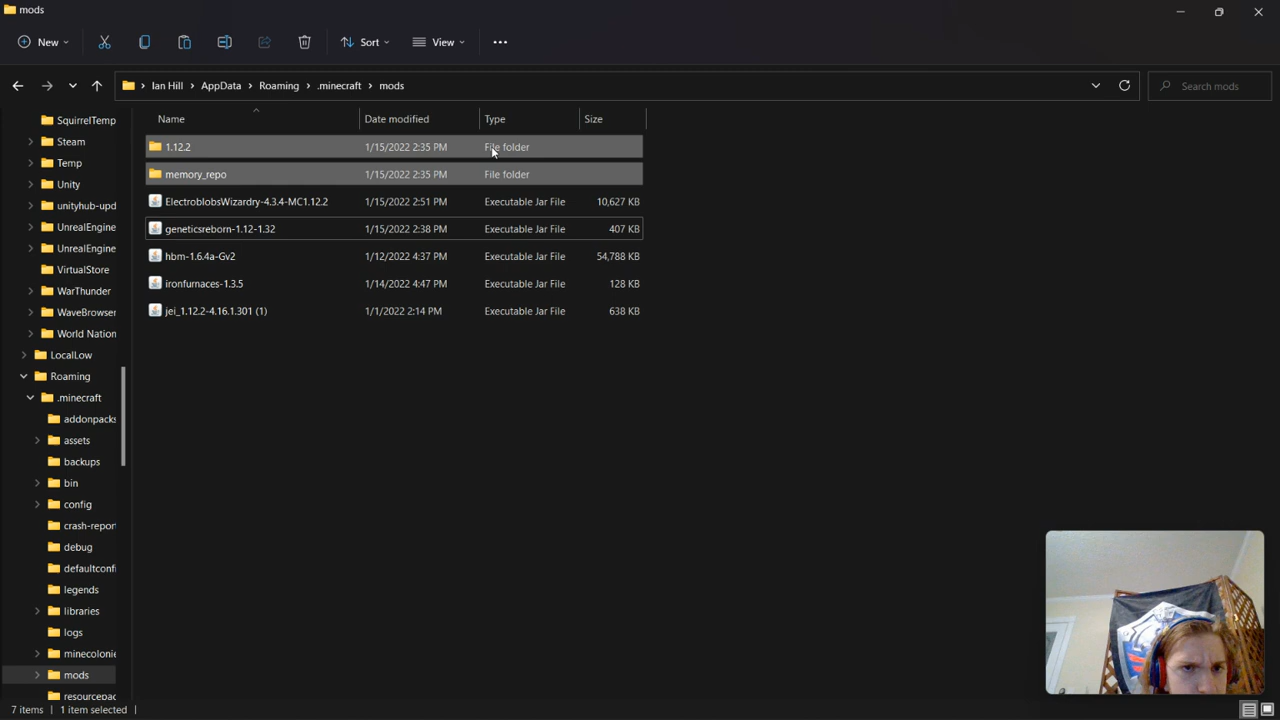 mods
New
Sort
View
Ian Hill
AppData
Roaming
.minecraft
mods
Search mods
Name
Date modified
Type
Size
1.12.2
1/15/2022 2:35 PM
File folder
memory_repo
1/15/2022 2:35 PM
File folder
ElectroblobsWizardry-4.3.4-MC1.12.2
1/15/2022 2:51 PM
Executable Jar File
10,627 KB
geneticsreborn-1.12-1.32
1/15/2022 2:38 PM
Executable Jar File
407 KB
hbm-1.6.4a-Gv2
1/12/2022 4:37 PM
Executable Jar File
54,788 KB
ironfurnaces-1.3.5
1/14/2022 4:47 PM
Executable Jar File
128 KB
jei_1.12.2-4.16.1.301 (1)
1/1/2022 2:14 PM
Executable Jar File
638 KB
SquirrelTemp
Steam
Temp
Unity
unityhub-upd
UnrealEngine
UnrealEngine
VirtualStore
WarThunder
WaveBrowser
World Nation
LocalLow
Roaming
.minecraft
addonpacks
assets
backups
bin
config
crash-report
debug
defaultconfi
legends
libraries
logs
minecolonie
mods
resourcepac
7 items
1 item selected